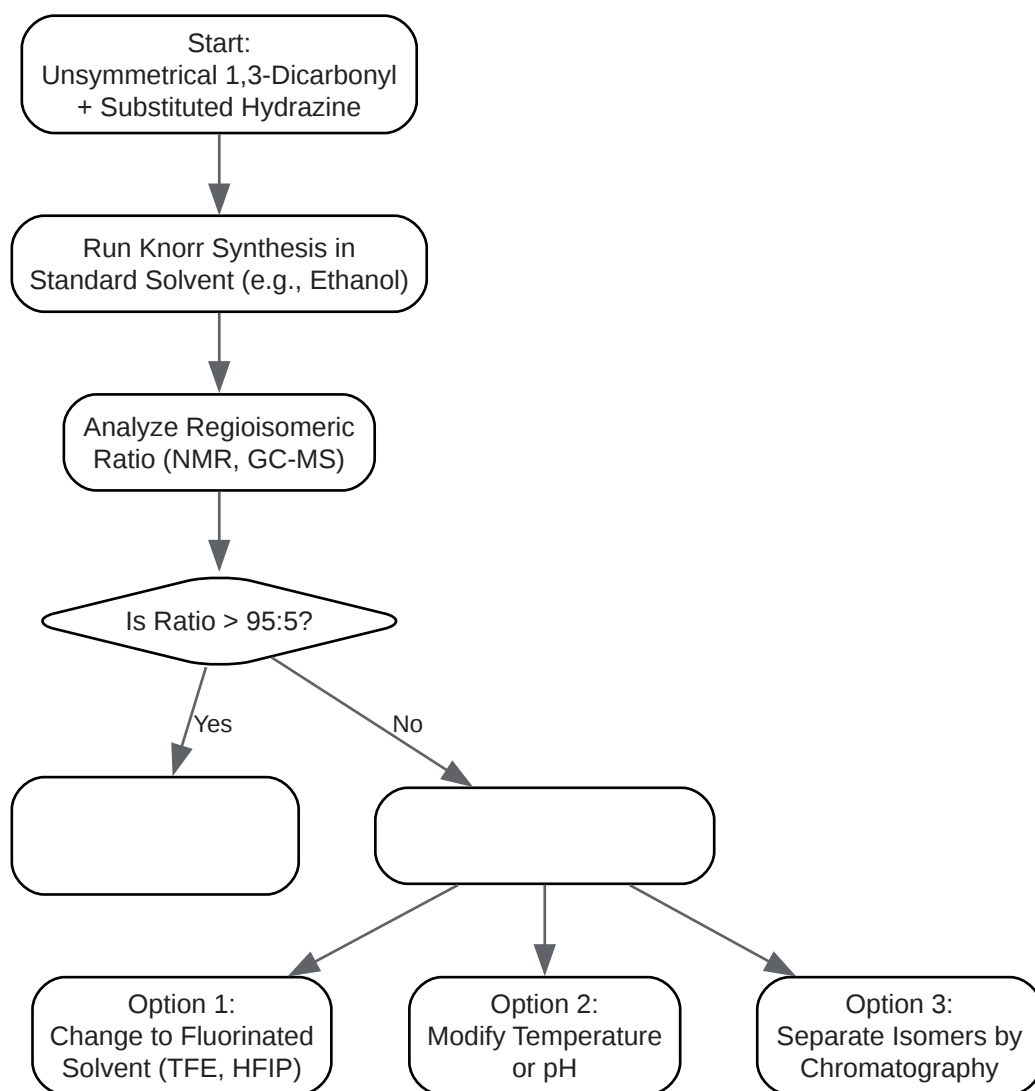 Start:
Unsymmetrical 1,3-Dicarbonyl
+ Substituted Hydrazine
Run Knorr Synthesis in
Standard Solvent (e.g., Ethanol)
Analyze Regioisomeric
Ratio (NMR, GC-MS)
Is Ratio > 95:5?
Yes
No
Option 1:
Change to Fluorinated
Solvent (TFE, HFIP)
Option 2:
Modify Temperature
or pH
Option 3:
Separate Isomers by
Chromatography